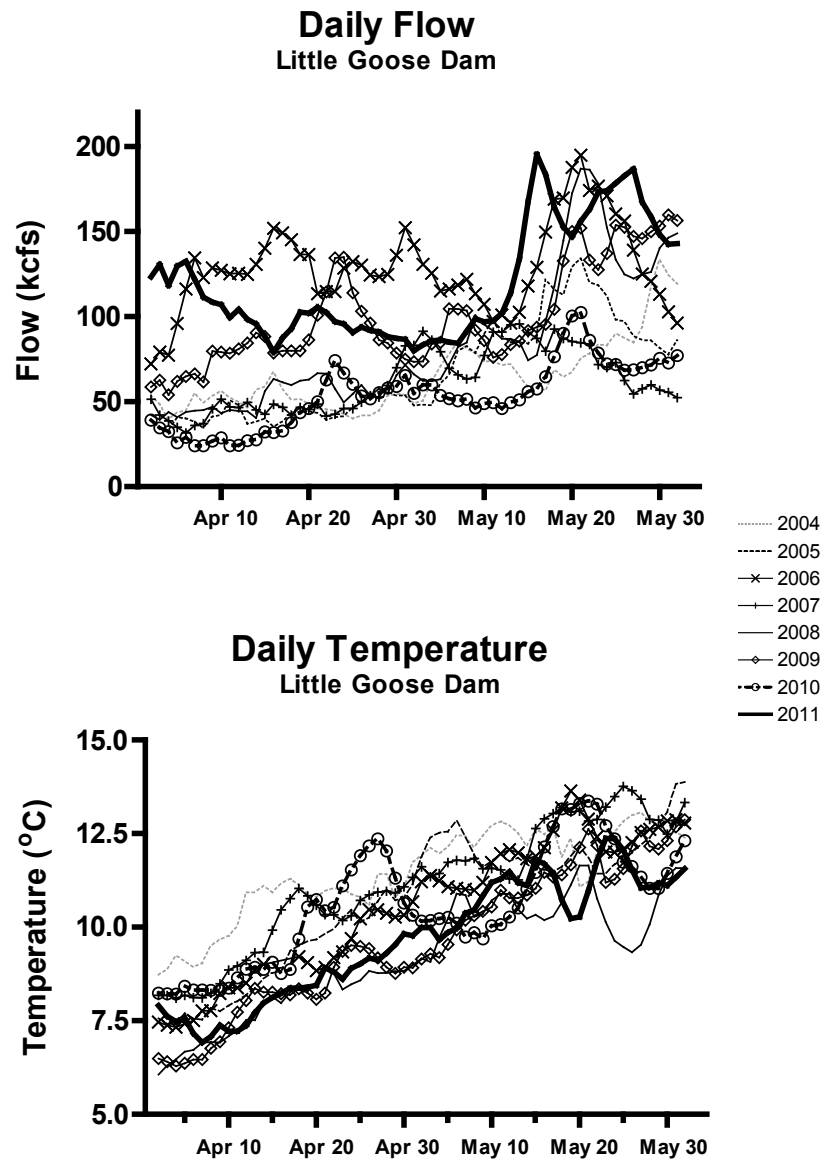 Daily Flow
Little Goose Dam
Flow (kcfs)
200
150
100
50
0
Apr 10 Apr 20 Apr 30 May 10 May 20 May 30
2004
2005
2006
2007
2008
2009
2010
2011
Daily Temperature
Little Goose Dam
Temperature (°C)
15.0
12.5
10.0
7.5
5.0
Apr 10 Apr 20 Apr 30 May 10 May 20 May 30